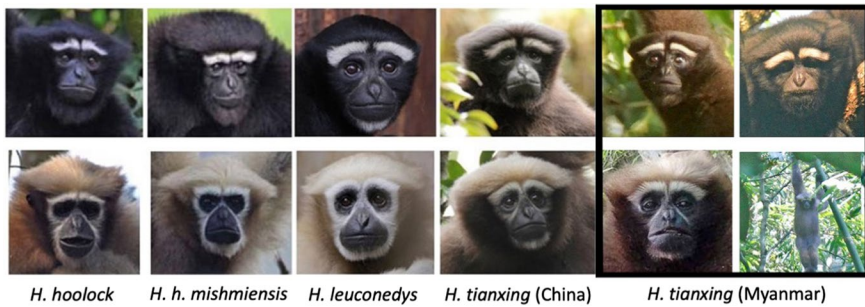 H. hoolock
H. h. mishmiensis
H. leuconedys
H. tianxing (China)
H. tianxing (Myanmar)